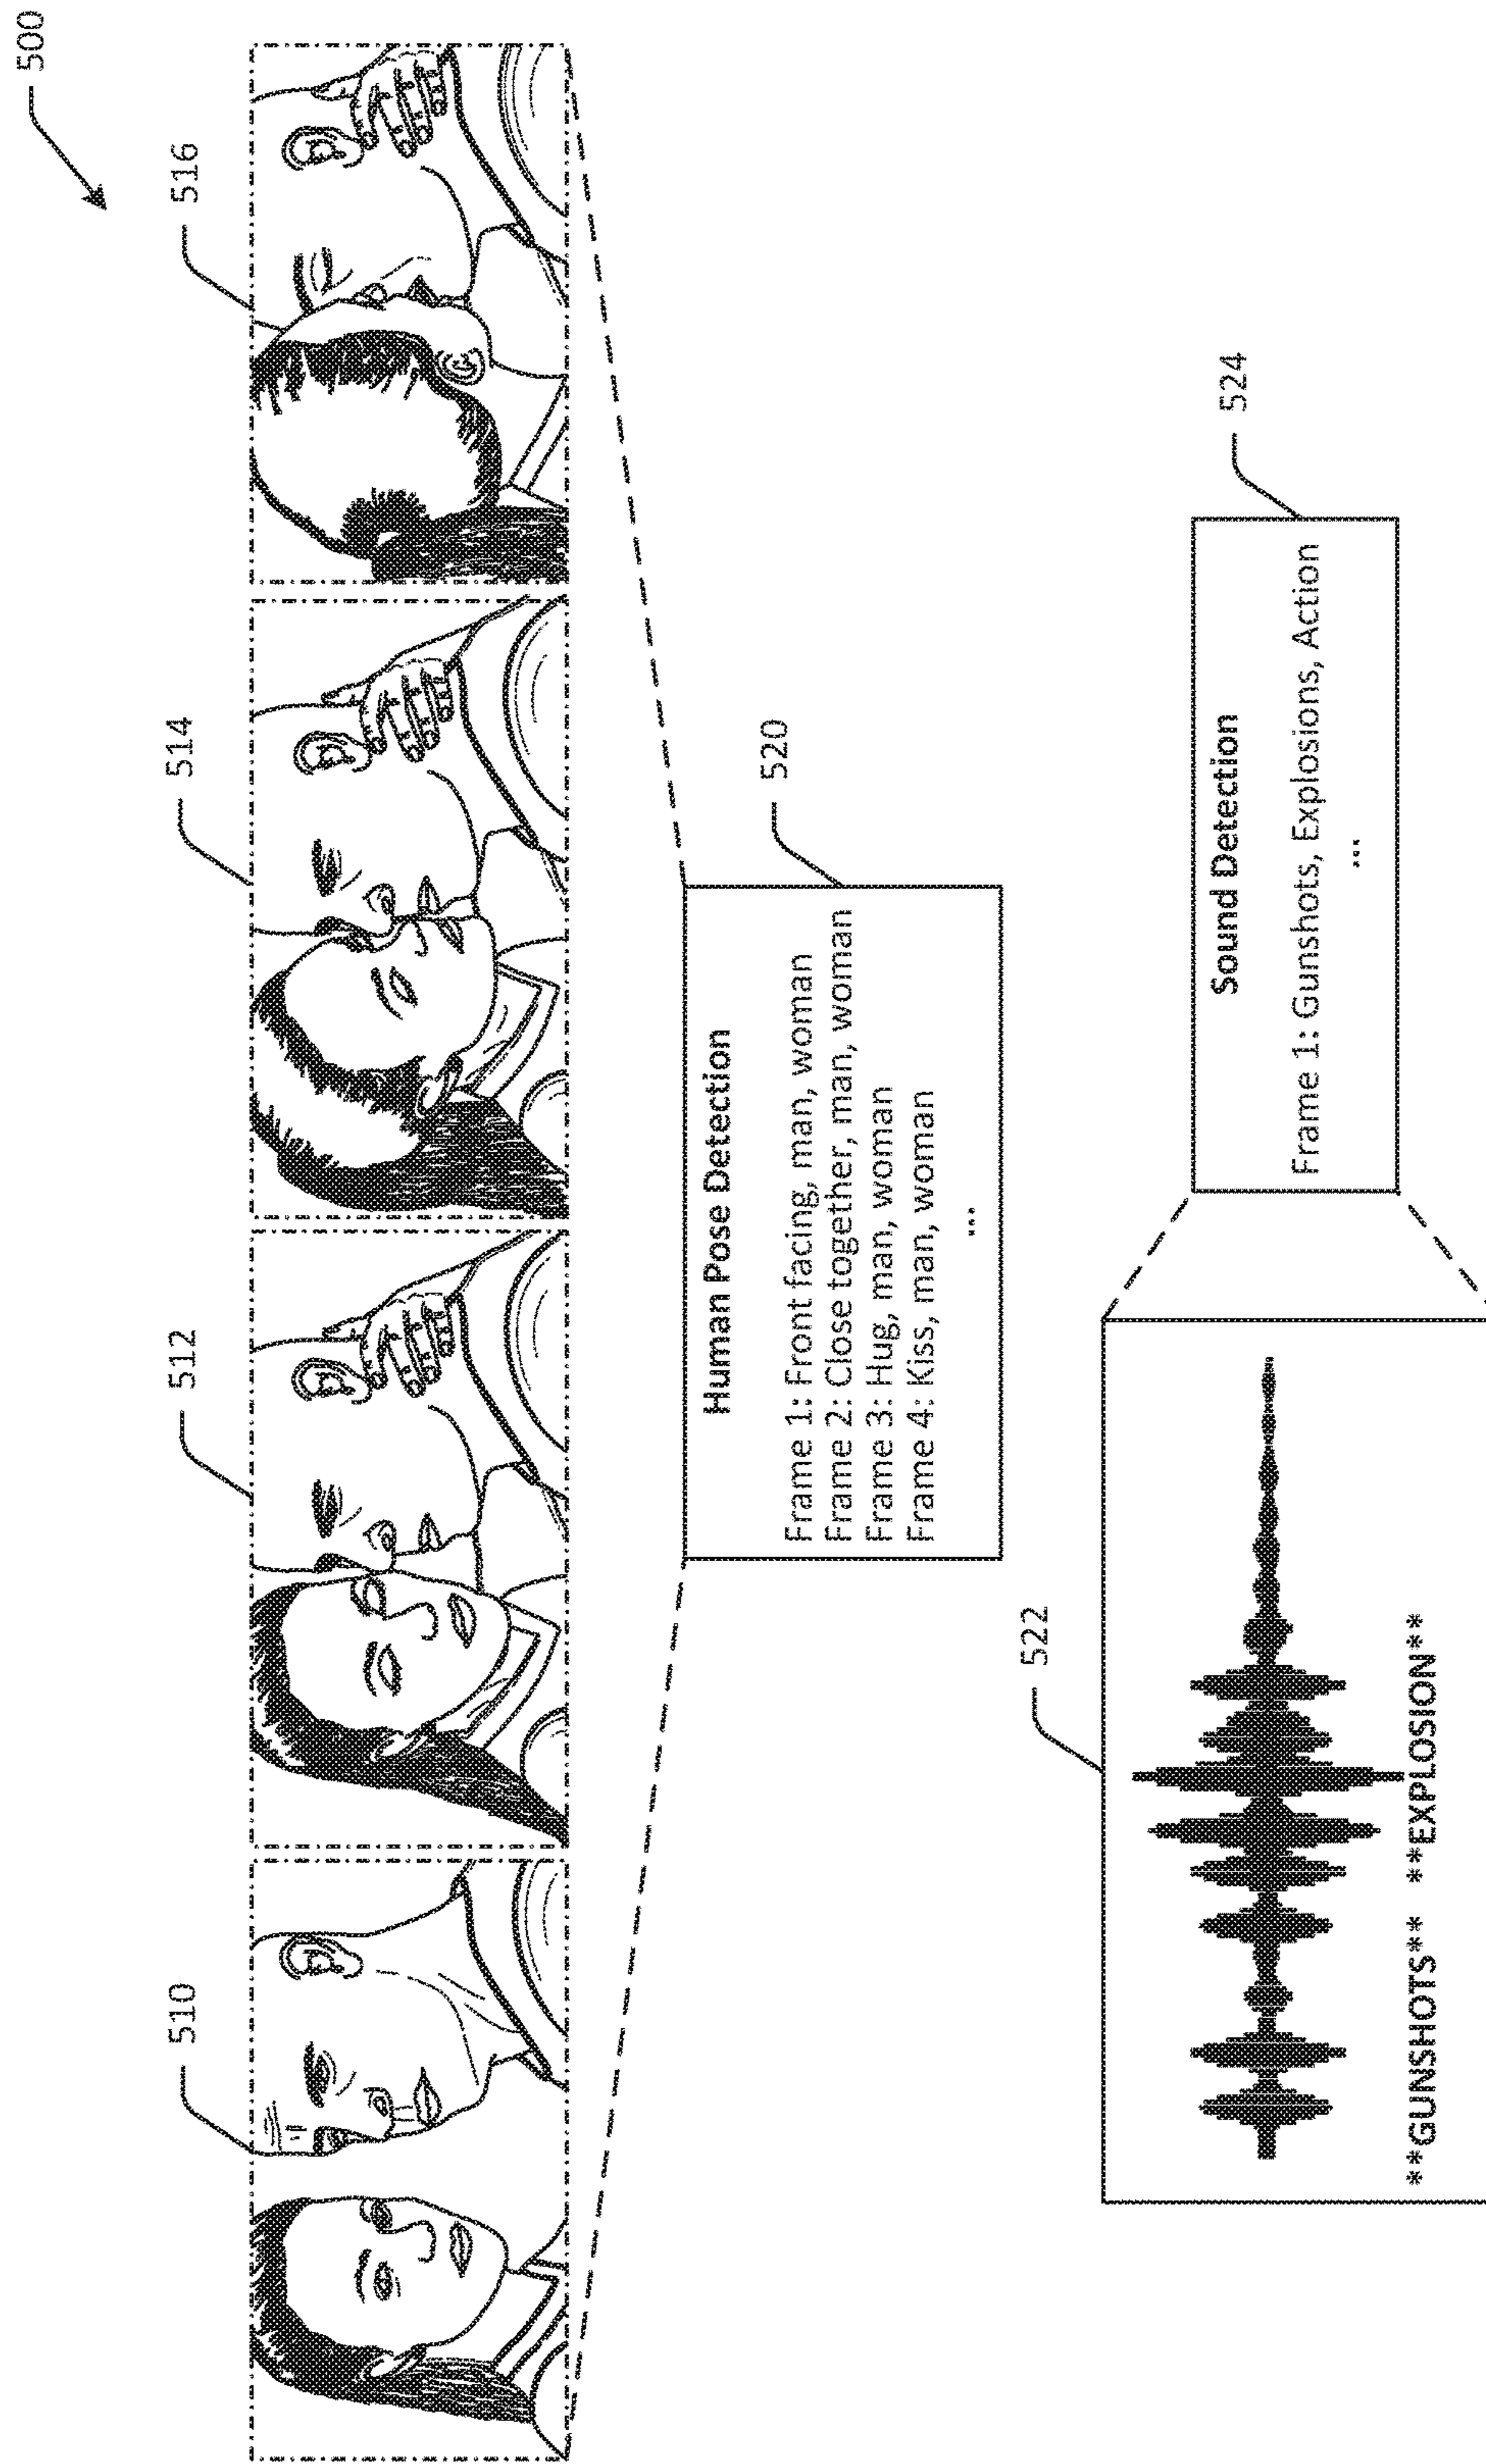 500
510
512
514
516
Human Pose Detection
Frame 1: Front facing, man, woman
Frame 2: Close together, man, woman
Frame 3: Hug, man, woman
Frame 4: Kiss, man, woman
...
520
522
**GUNSHOTS** **EXPLOSION**
Sound Detection
Frame 1: Gunshots, Explosions, Action
...
524